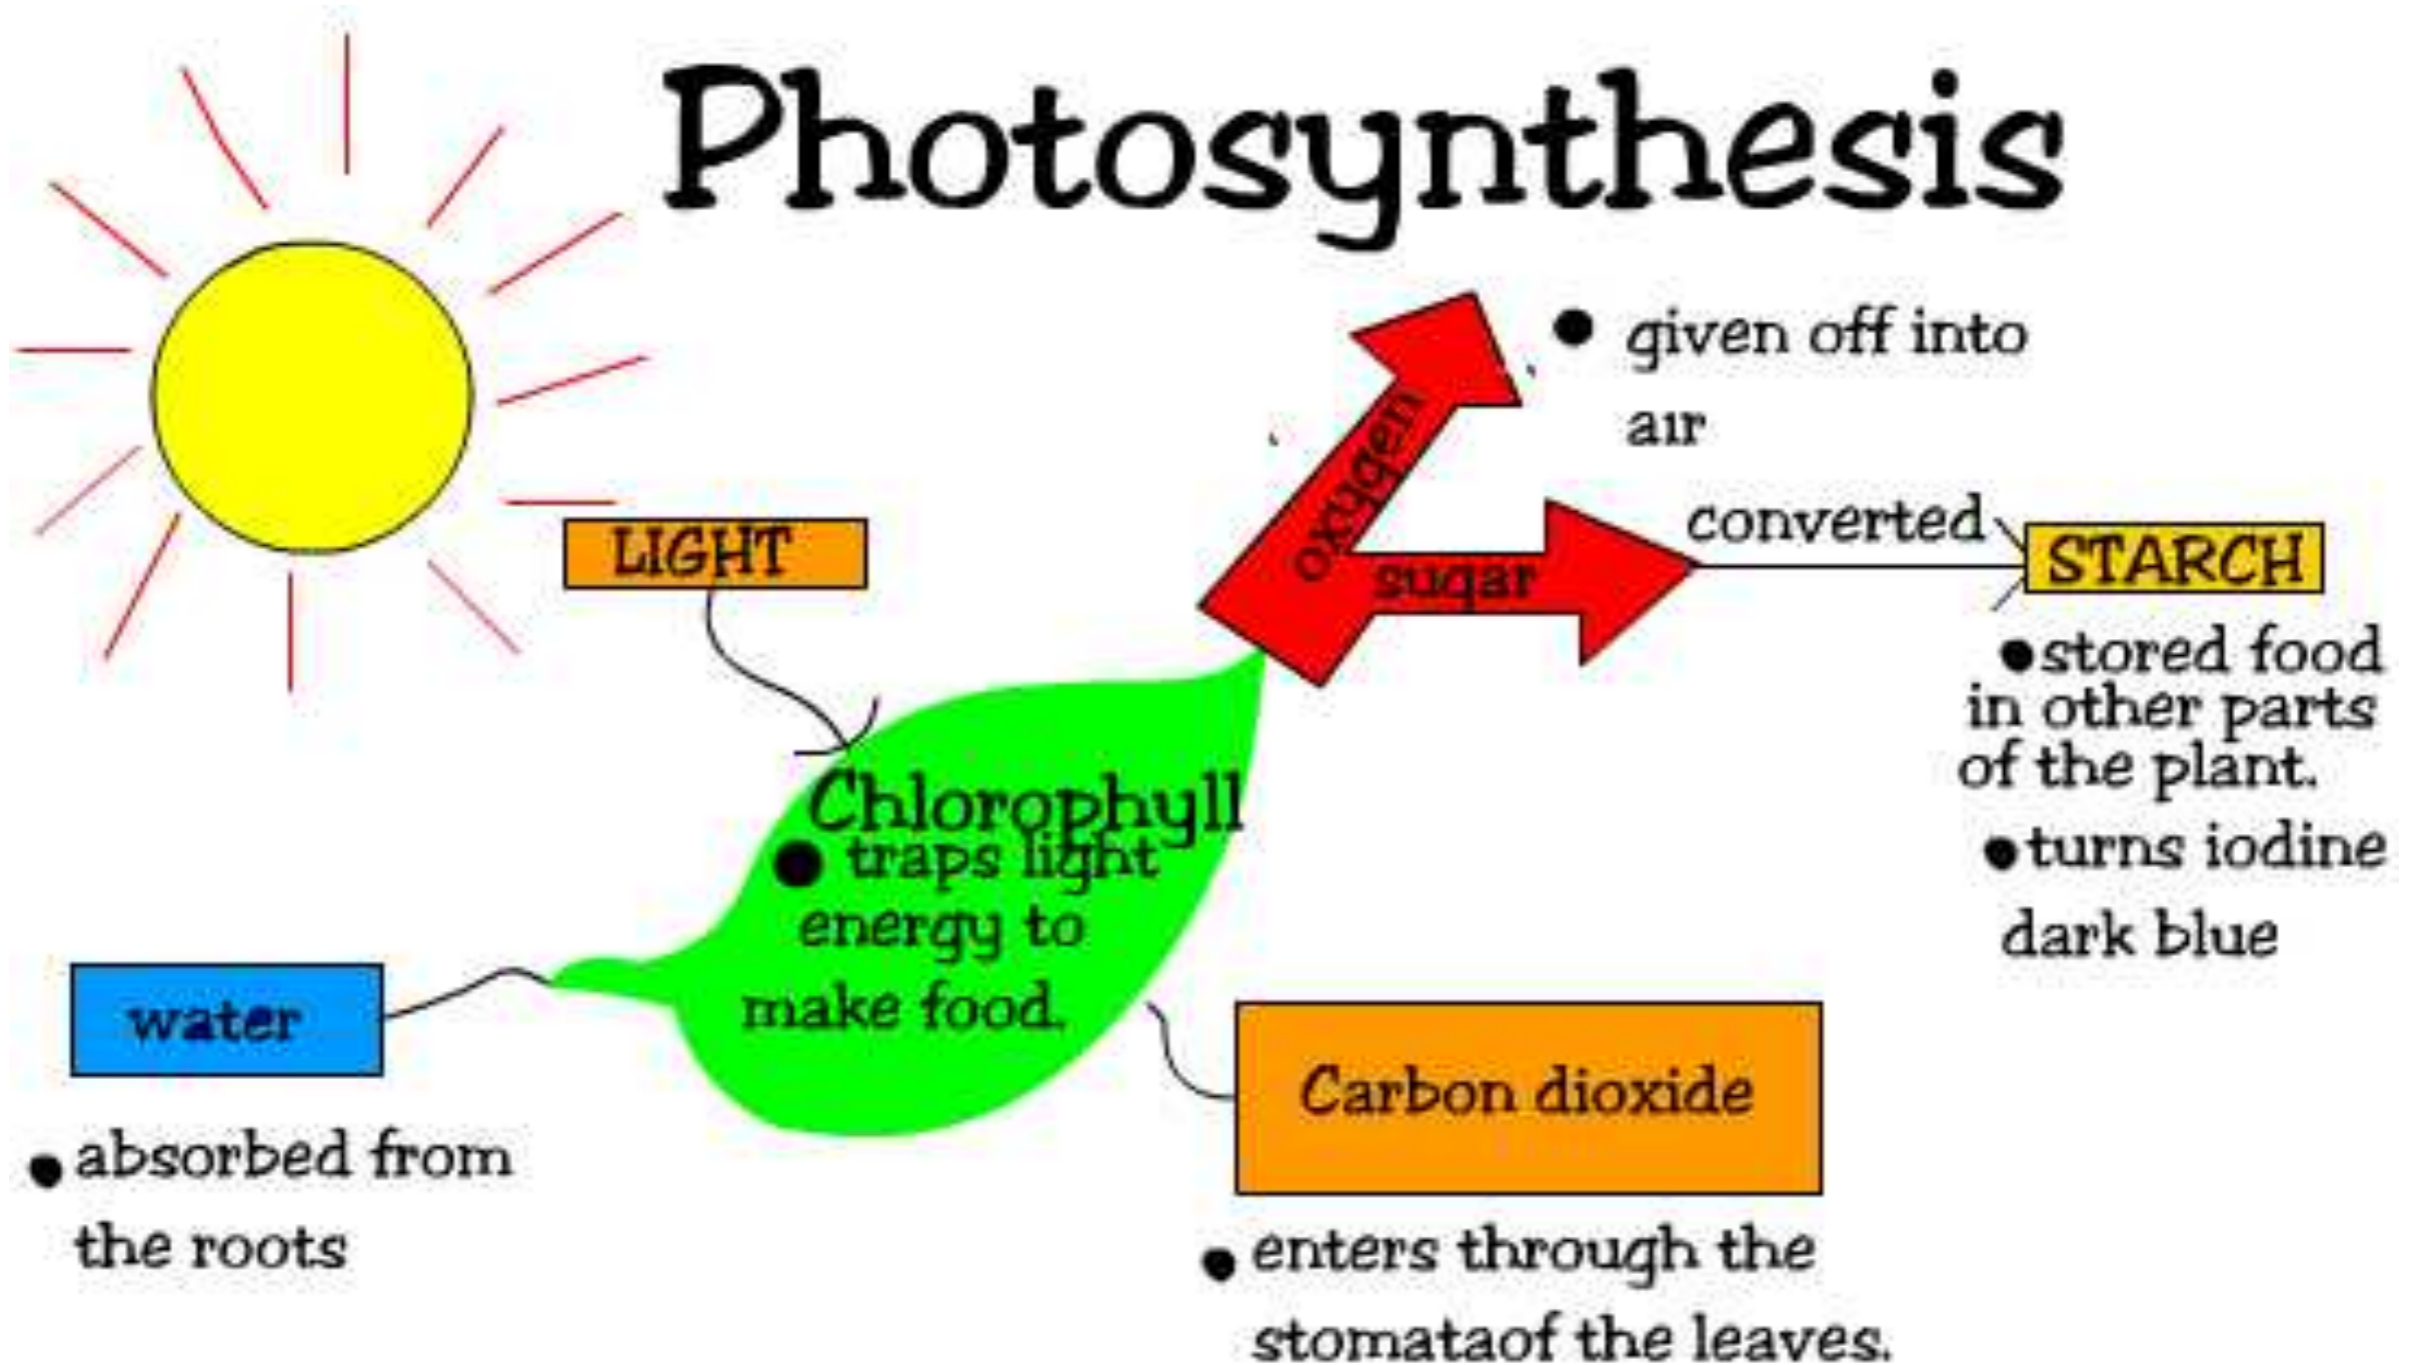 Photosynthesis
● given off into
air
oxygen
sugar
converted
STARCH
●stored food
in other parts
of the plant.
●turns iodine
dark blue
LIGHT
Chlorophyll
● traps light
energy to
make food.
water
● absorbed from
the roots
Carbon dioxide
● enters through the
stomataof the leaves.